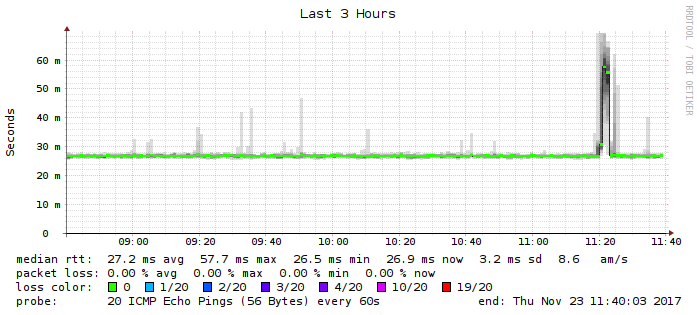 Last 3 Hours
RRDTOOL / TOBI OETIKER
Seconds
60 m
50 m
40 m
30 m
20 m
10 m
0
09:00 09:20 09:40 10:00 10:20 10:40 11:00 11:20 11:40
median rtt: 27.2 ms avg 57.7 ms max 26.5 ms min 26.9 ms now 3.2 ms sd 8.6 am/s
packet loss: 0.00 % avg 0.00 % max 0.00 % min 0.00 % now
loss color: 0 1/20 2/20 3/20 4/20 10/20 19/20
probe: 20 ICMP Echo Pings (56 Bytes) every 60s end: Thu Nov 23 11:40:03 2017